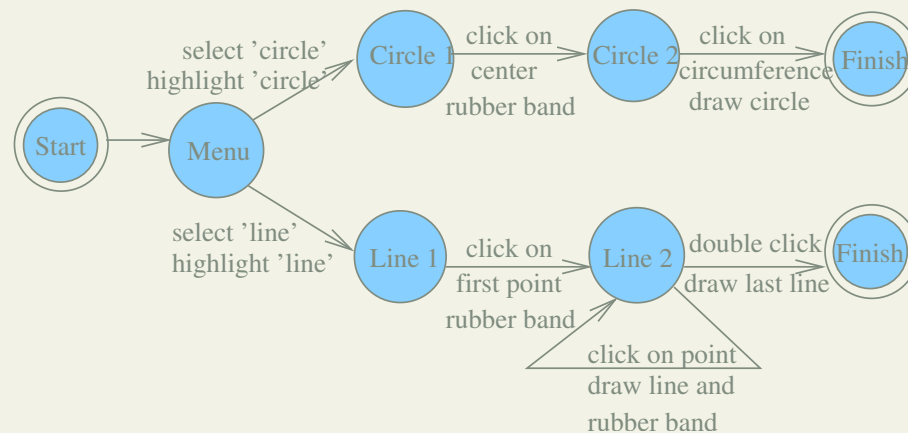 select ’circle’
highlight ’circle’
Circle 1
click on
center
rubber band
Circle 2
click on
circumference
draw circle
Finish
Start
Menu
select ’line’
highlight ’line’
Line 1
click on
first point
rubber band
Line 2
double click
draw last line
Finish
click on point
draw line and
rubber band